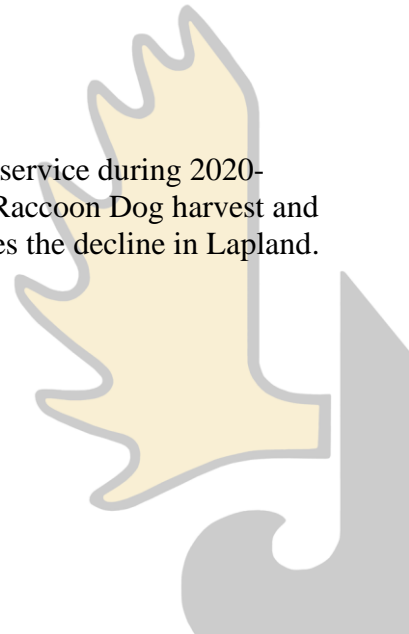 service during 2020-
Raccoon Dog harvest and
es the decline in Lapland.